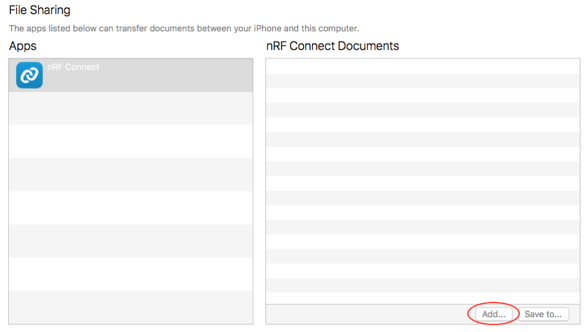 File Sharing
The apps listed below can transfer documents between your iPhone and this computer.
Apps
nRF Connect Documents
nRF Connect
Add...
Save to...